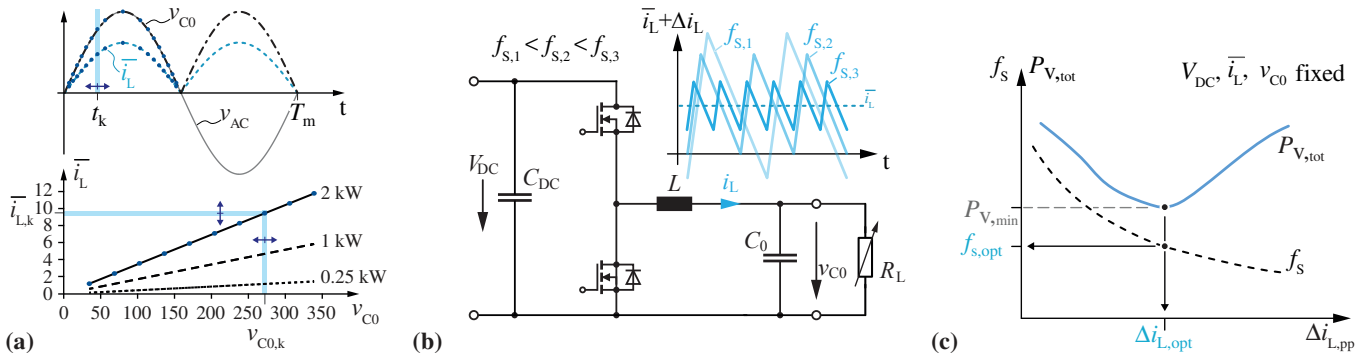 v_C0
i_L
t
t_k
T_m
v_AC
i_L
12
10
8
6
4
2
0
i_L,k
2 kW
1 kW
0.25 kW
0 50 100 150 200 250 300 350
v_C0
v_C0,k
(a)
f_S,1 < f_S,2 < f_S,3
i_L + Δi_L
f_S,1
f_S,2
f_S,3
i_L
t
V_DC
C_DC
L
i_L
C_0
v_C0
R_L
(b)
f_S P_V,tot
V_DC, i_L, v_C0 fixed
P_V,tot
P_V,min
f_s,opt
f_S
Δi_L,opt
Δi_L,pp
(c)